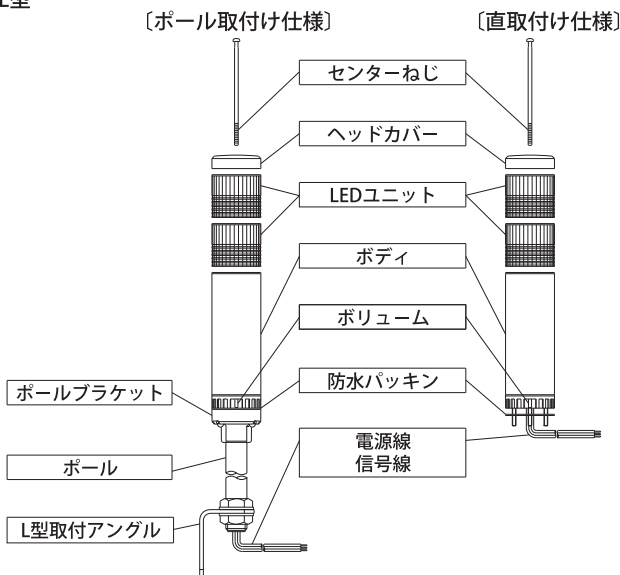 L型
〔ポール取付け仕様〕
〔直取付け仕様〕
センターねじ
ヘッドカバー
LEDユニット
ボディ
ボリューム
防水パッキン
ポールブラケット
電源線
信号線
ポール
L型取付アングル